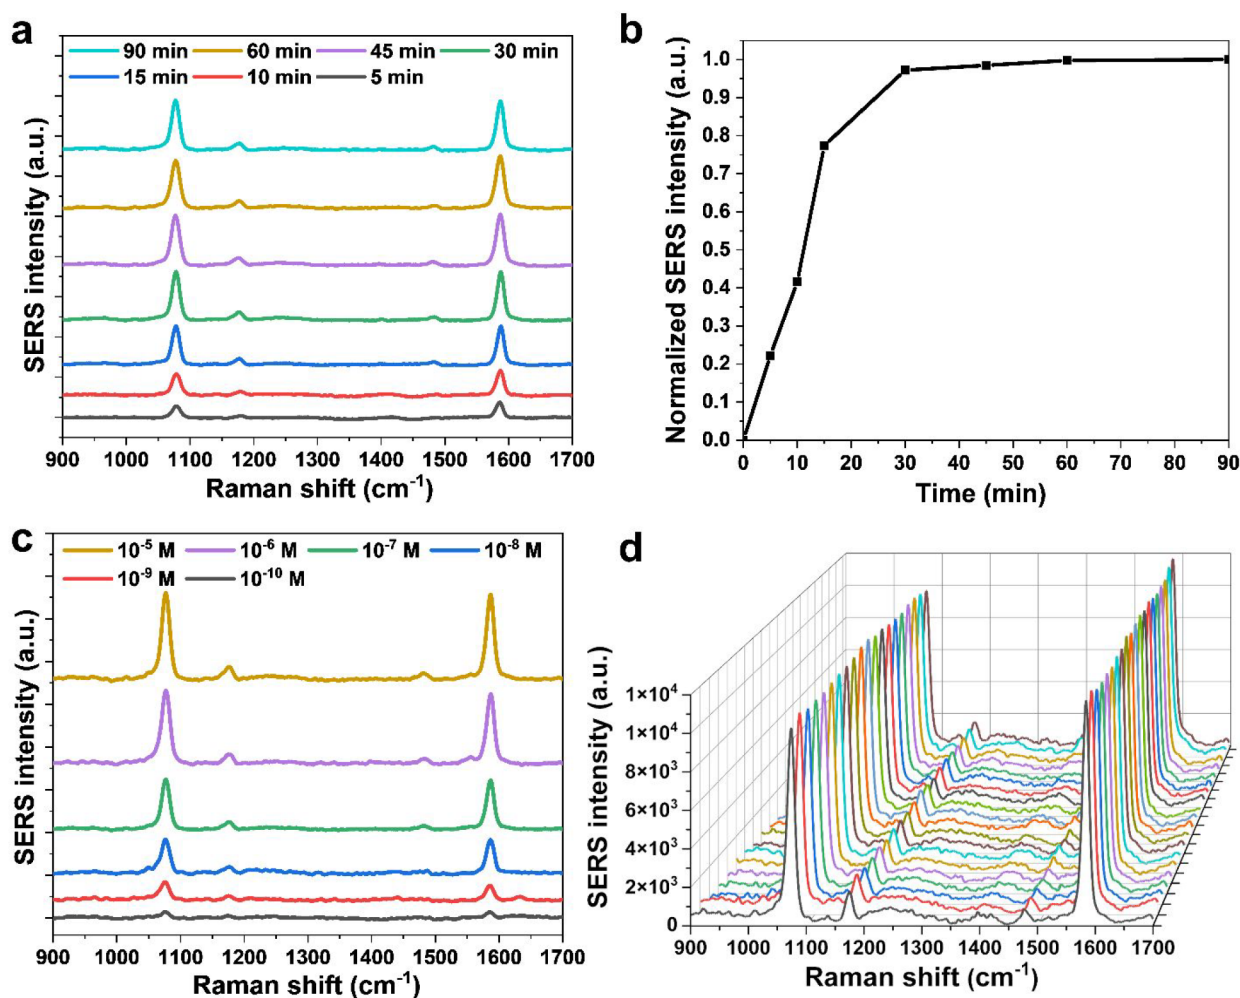 a
90 min 60 min 45 min 30 min
15 min 10 min 5 min
SERS intensity (a.u.)
900 1000 1100 1200 1300 1400 1500 1600 1700
Raman shift (cm⁻¹)
b
1.0
0.9
0.8
0.7
0.6
0.5
0.4
0.3
0.2
0.1
0.0
Normalized SERS intensity (a.u.)
0 10 20 30 40 50 60 70 80 90
Time (min)
c
10⁻⁵ M 10⁻⁶ M 10⁻⁷ M 10⁻⁸ M
10⁻⁹ M 10⁻¹⁰ M
SERS intensity (a.u.)
900 1000 1100 1200 1300 1400 1500 1600 1700
Raman shift (cm⁻¹)
d
1×10⁴
8×10³
6×10³
4×10³
2×10³
0
SERS intensity (a.u.)
900 1000 1100 1200 1300 1400 1500 1600 1700
Raman shift (cm⁻¹)